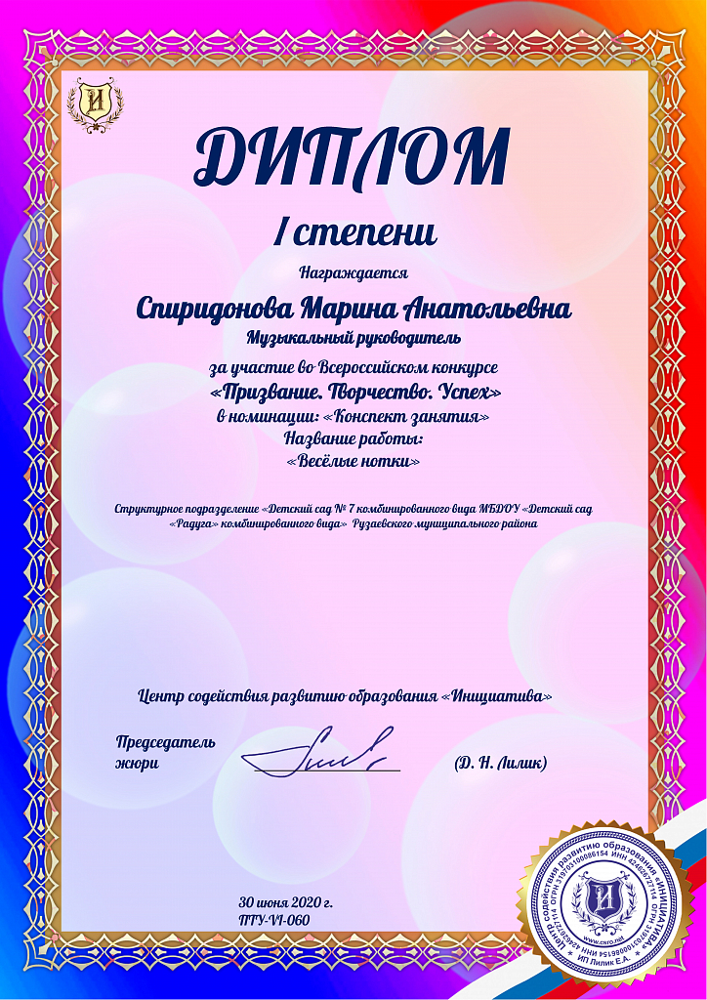 И
ДИПЛОМ
I степени
Награждается
Спиридонова Марина Анатольевна
Музыкальный руководитель
за участие во Всероссийском конкурсе
«Призвание. Творчество. Успех»
в номинации: «Конспект занятия»
Название работы:
«Весёлые нотки»
Структурное подразделение «Детский сад № 7 комбинированного вида МБДОУ «Детский сад
«Радуга» комбинированного вида» Рузаевского муниципального района
Центр содействия развитию образования «Инициатива»
Председатель
жюри
(Д. Н. Лилик)
30 июня 2020 г.
ПТУ-VI-060
Центр содействия развитию образования «ИНИЦИАТИВА»
И
www.csro.net
ИП Лилик Е.А.